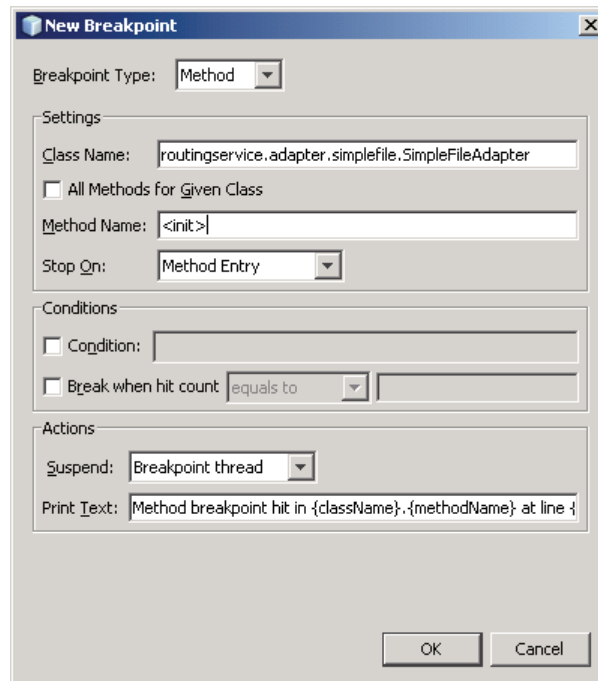 New Breakpoint
Breakpoint Type: Method
Settings
Class Name: routingservice.adapter.simplefile.SimpleFileAdapter
All Methods for Given Class
Method Name: <init>
Stop On: Method Entry
Conditions
Condition:
Break when hit count equals to
Actions
Suspend: Breakpoint thread
Print Text: Method breakpoint hit in {className}.{methodName} at line {
OK Cancel